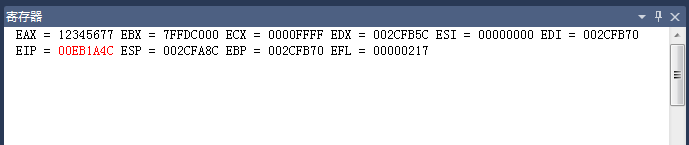 寄存器
EAX = 12345677 EBX = 7FFDC000 ECX = 0000FFFF EDX = 002CFB5C ESI = 00000000 EDI = 002CFB70
EIP = 00EB1A4C ESP = 002CFA8C EBP = 002CFB70 EFL = 00000217